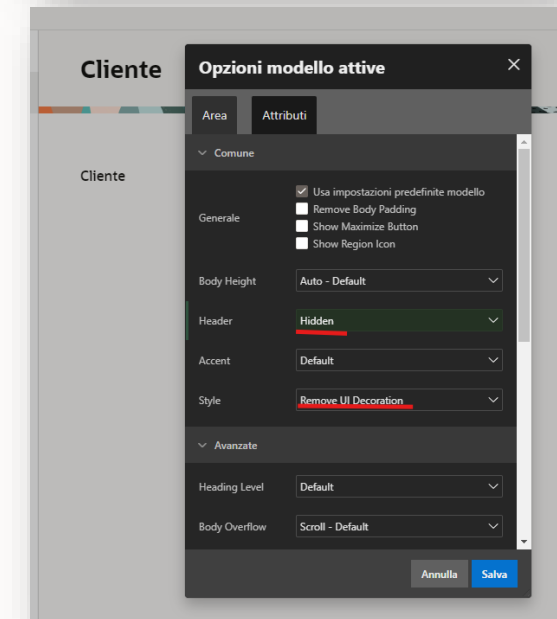 Cliente
Opzioni modello attive
Area Attributi
Comune
Cliente
Generale
Usa impostazioni predefinite modello
Remove Body Padding
Show Maximize Button
Show Region Icon
Body Height Auto - Default
Header Hidden
Accent Default
Style Remove UI Decoration
Avanzate
Heading Level Default
Body Overflow Scroll - Default
Annulla Salva